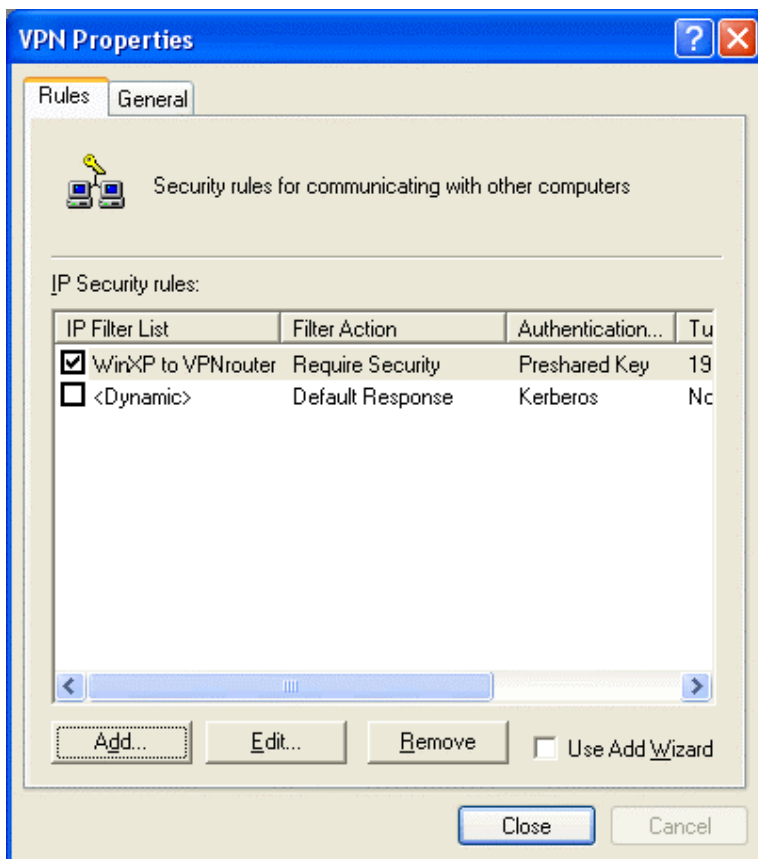 VPN Properties
Rules
General
Security rules for communicating with other computers
IP Security rules:
IP Filter List Filter Action Authentication... Tu
WinXP to VPNrouter Require Security Preshared Key 19
<Dynamic> Default Response Kerberos No
Add... Edit... Remove Use Add Wizard
Close Cancel